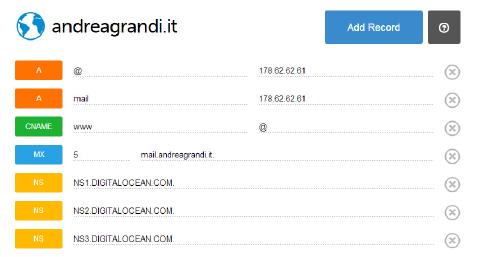 andreagrandi.it
Add Record
?
A @ 178.62.62.61
A mail 178.62.62.61
CNAME www @
MX 5 mail.andreagrandi.it.
NS NS1.DIGITALOCEAN.COM.
NS NS2.DIGITALOCEAN.COM.
NS NS3.DIGITALOCEAN.COM.